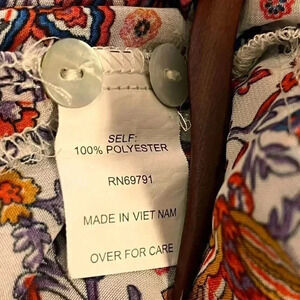 SELF:
100% POLYESTER
RN69791
MADE IN VIET NAM
OVER FOR CARE